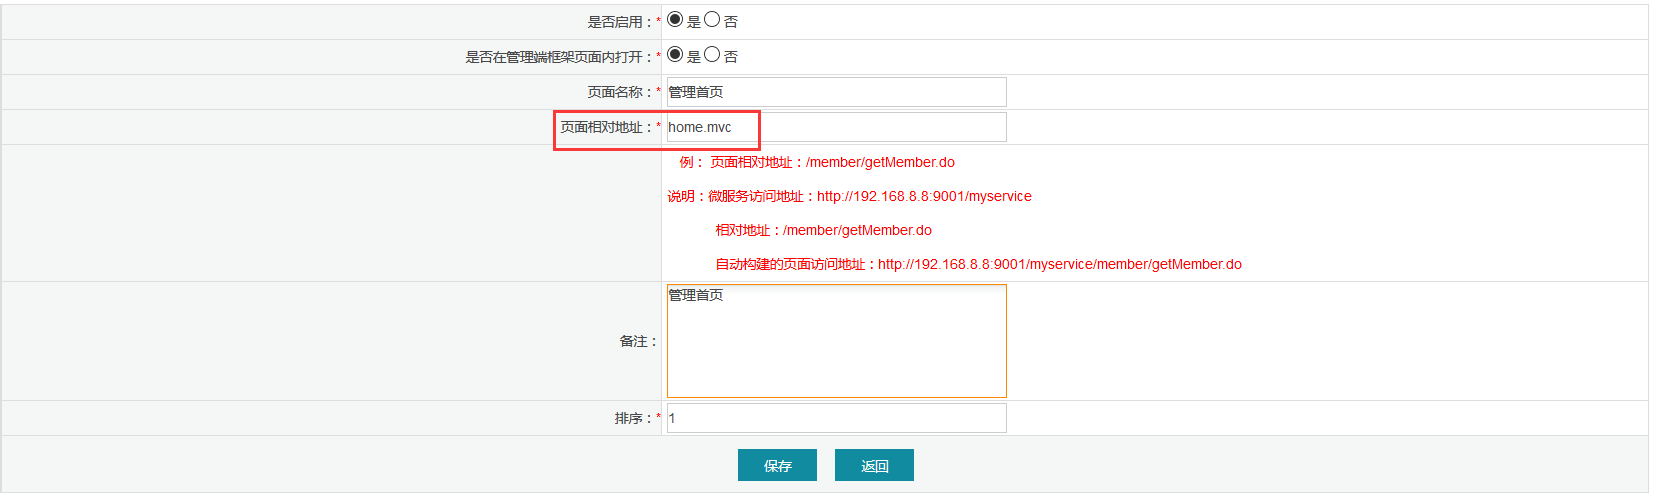 是否启用：* 是 否
是否在管理端框架页面内打开：* 是 否
页面名称：* 管理首页
页面相对地址：* home.mvc
例： 页面相对地址：/member/getMember.do
说明：微服务访问地址：http://192.168.8.8:9001/myservice
相对地址：/member/getMember.do
自动构建的页面访问地址：http://192.168.8.8:9001/myservice/member/getMember.do
管理首页
备注：
排序：* 1
保存 返回